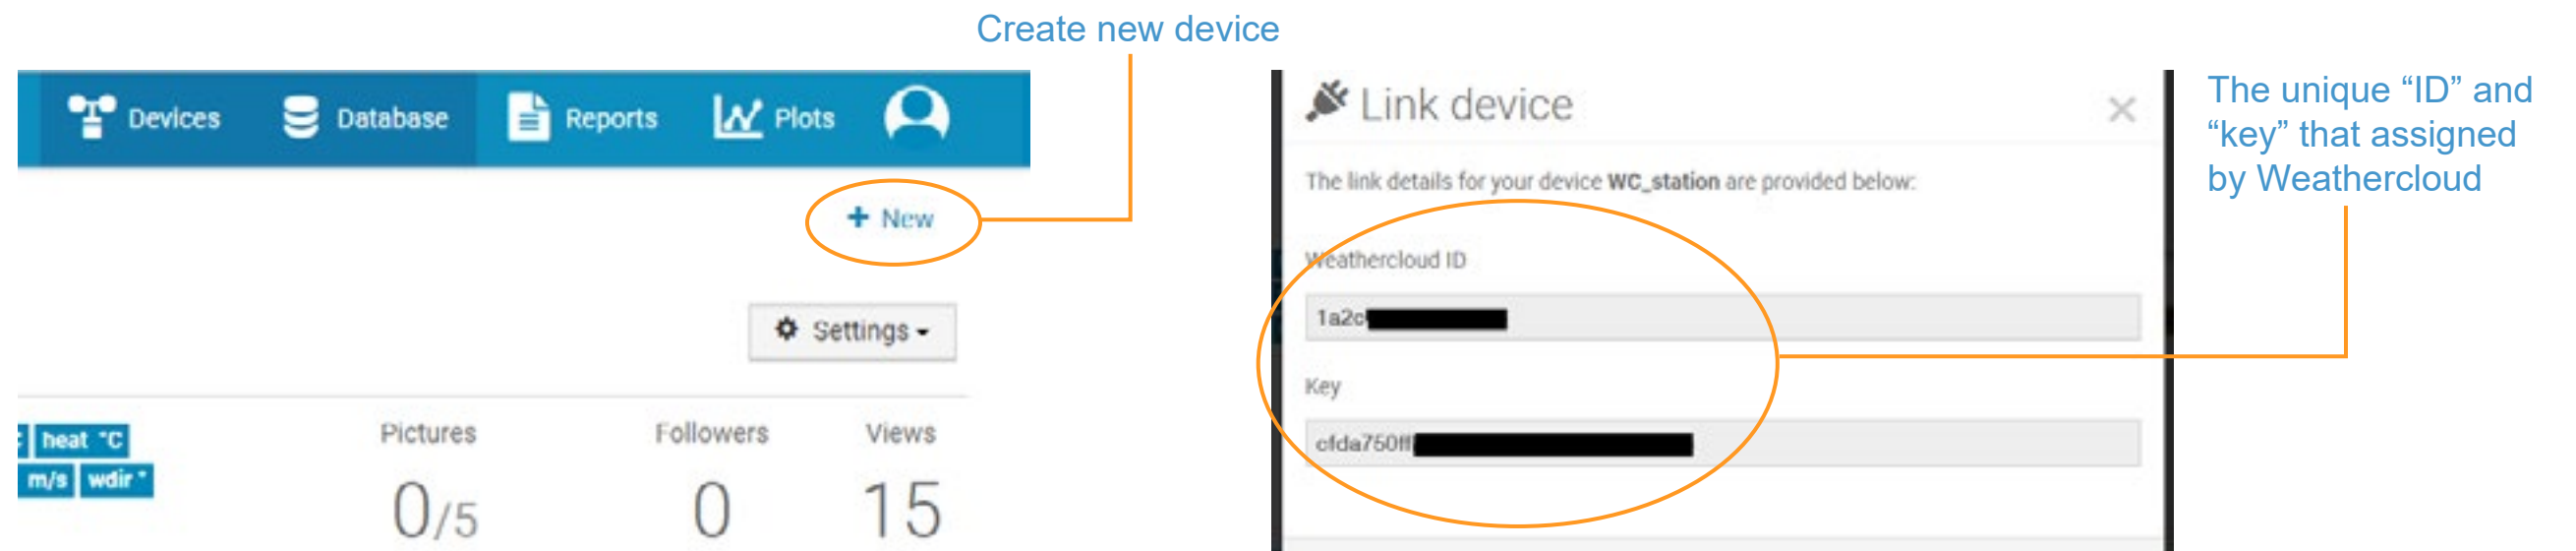 Create new device
Devices Database Reports Plots
+ New
Settings
heat °C
m/s wdir °
Pictures Followers Views
0/5 0 15
Link device
The link details for your device WC_station are provided below:
Weathercloud ID
1a2c
Key
cfda750ff
The unique “ID” and
“key” that assigned
by Weathercloud